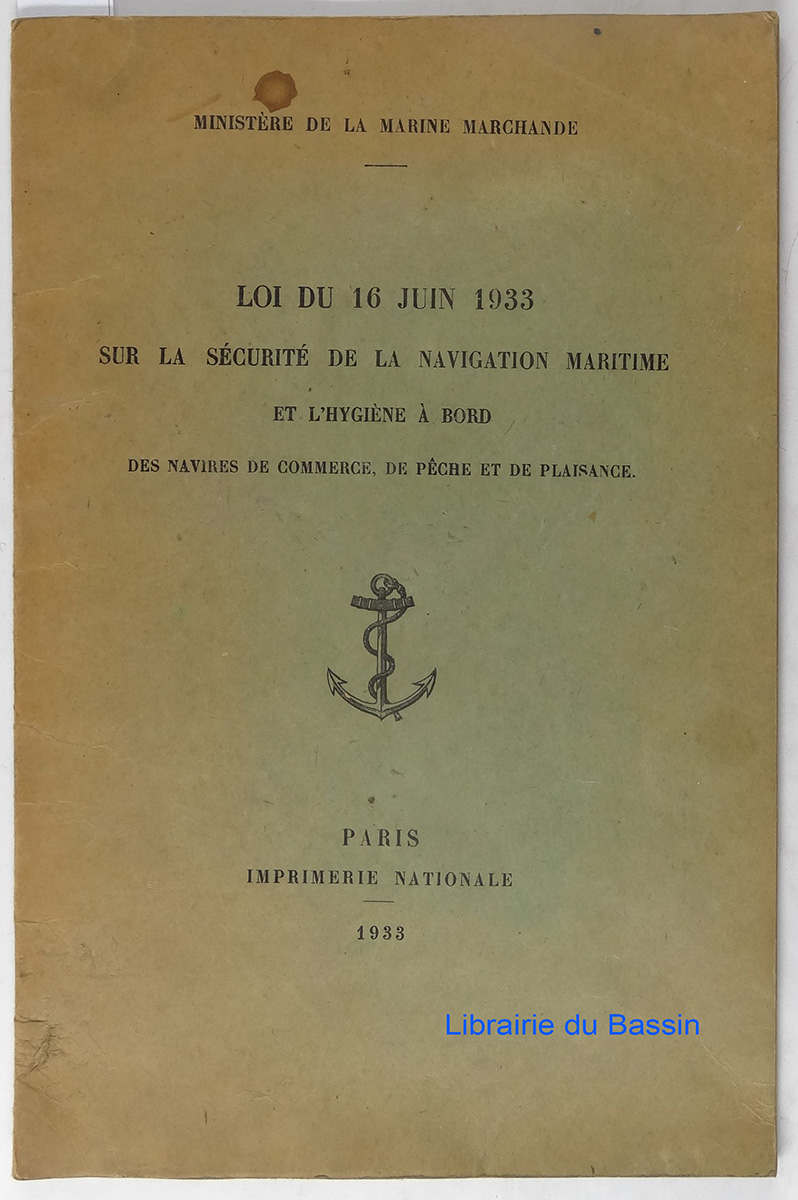 MINISTÈRE DE LA MARINE MARCHANDE
LOI DU 16 JUIN 1933
SUR LA SÉCURITÉ DE LA NAVIGATION MARITIME
ET L'HYGIÈNE À BORD
DES NAVIRES DE COMMERCE, DE PÊCHE ET DE PLAISANCE.
PARIS
IMPRIMERIE NATIONALE
1933
Librairie du Bassin